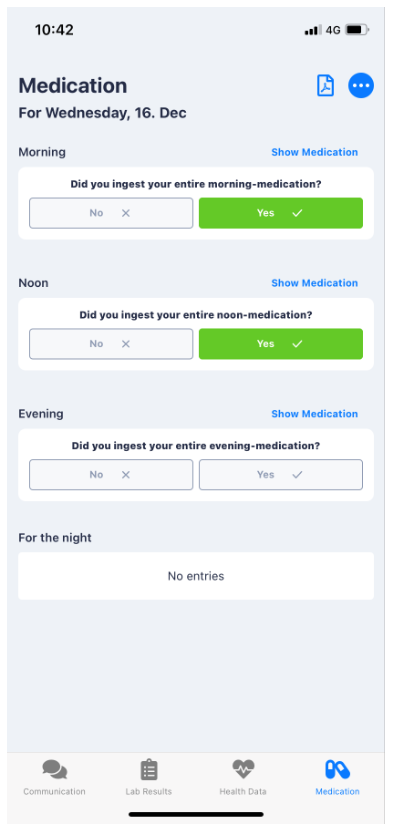 10:42
4G
Medication
For Wednesday, 16. Dec
Morning
Show Medication
Did you ingest your entire morning-medication?
No
Yes
Noon
Show Medication
Did you ingest your entire noon-medication?
No
Yes
Evening
Show Medication
Did you ingest your entire evening-medication?
No
Yes
For the night
No entries
Communication
Lab Results
Health Data
Medication